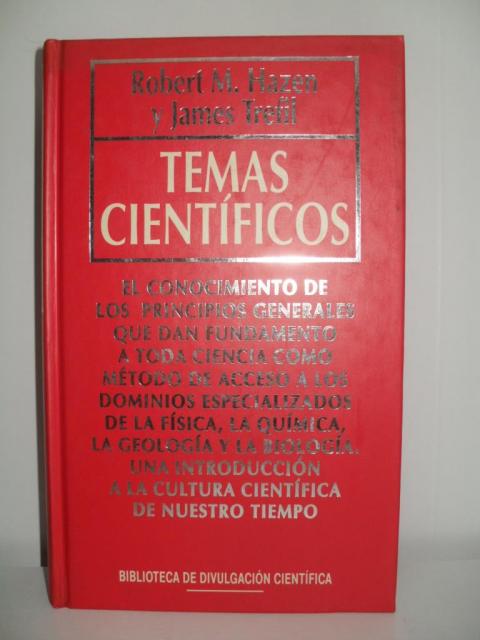 Robert M. Hazen
y James Trefil
TEMAS
CIENTÍFICOS
EL CONOCIMIENTO DE
LOS PRINCIPIOS GENERALES
QUE DAN FUNDAMENTO
A TODA CIENCIA COMO
MÉTODO DE ACCESO A LOS
DOMINIOS ESPECIALIZADOS
DE LA FÍSICA, LA QUÍMICA,
LA GEOLOGÍA Y LA BIOLOGÍA.
UNA INTRODUCCIÓN
A LA CULTURA CIENTÍFICA
DE NUESTRO TIEMPO
BIBLIOTECA DE DIVULGACIÓN CIENTÍFICA